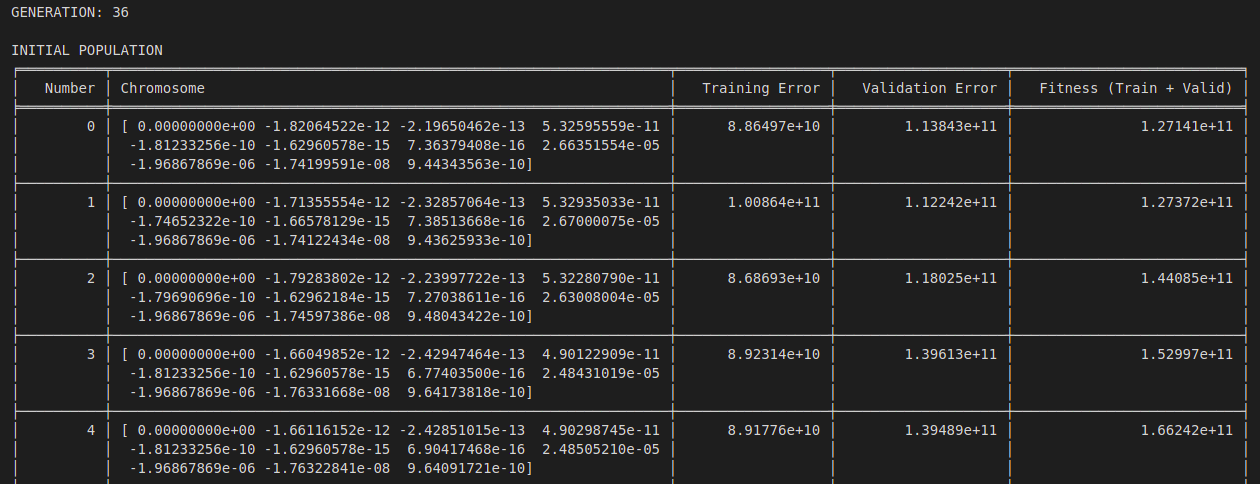 GENERATION: 36
INITIAL POPULATION
Number Chromosome Training Error Validation Error Fitness (Train + Valid)
0 [ 0.00000000e+00 -1.82064522e-12 -2.19650462e-13 5.32595559e-11 8.86497e+10 1.13843e+11 1.27141e+11
-1.81233256e-10 -1.62960578e-15 7.36379408e-16 2.66351554e-05
-1.96867869e-06 -1.74199591e-08 9.44343563e-10]
1 [ 0.00000000e+00 -1.71355554e-12 -2.32857064e-13 5.32935033e-11 1.00864e+11 1.12242e+11 1.27372e+11
-1.74652322e-10 -1.66578129e-15 7.38513668e-16 2.67000075e-05
-1.96867869e-06 -1.74122434e-08 9.43625933e-10]
2 [ 0.00000000e+00 -1.79283802e-12 -2.23997722e-13 5.32280790e-11 8.68693e+10 1.18025e+11 1.44085e+11
-1.79690696e-10 -1.62962184e-15 7.27038611e-16 2.63008004e-05
-1.96867869e-06 -1.74597386e-08 9.48043422e-10]
3 [ 0.00000000e+00 -1.66049852e-12 -2.42947464e-13 4.90122909e-11 8.92314e+10 1.39613e+11 1.52997e+11
-1.81233256e-10 -1.62960578e-15 6.77403500e-16 2.48431019e-05
-1.96867869e-06 -1.76331668e-08 9.64173818e-10]
4 [ 0.00000000e+00 -1.66116152e-12 -2.42851015e-13 4.90298745e-11 8.91776e+10 1.39489e+11 1.66242e+11
-1.81233256e-10 -1.62960578e-15 6.90417468e-16 2.48505210e-05
-1.96867869e-06 -1.76322841e-08 9.64091721e-10]